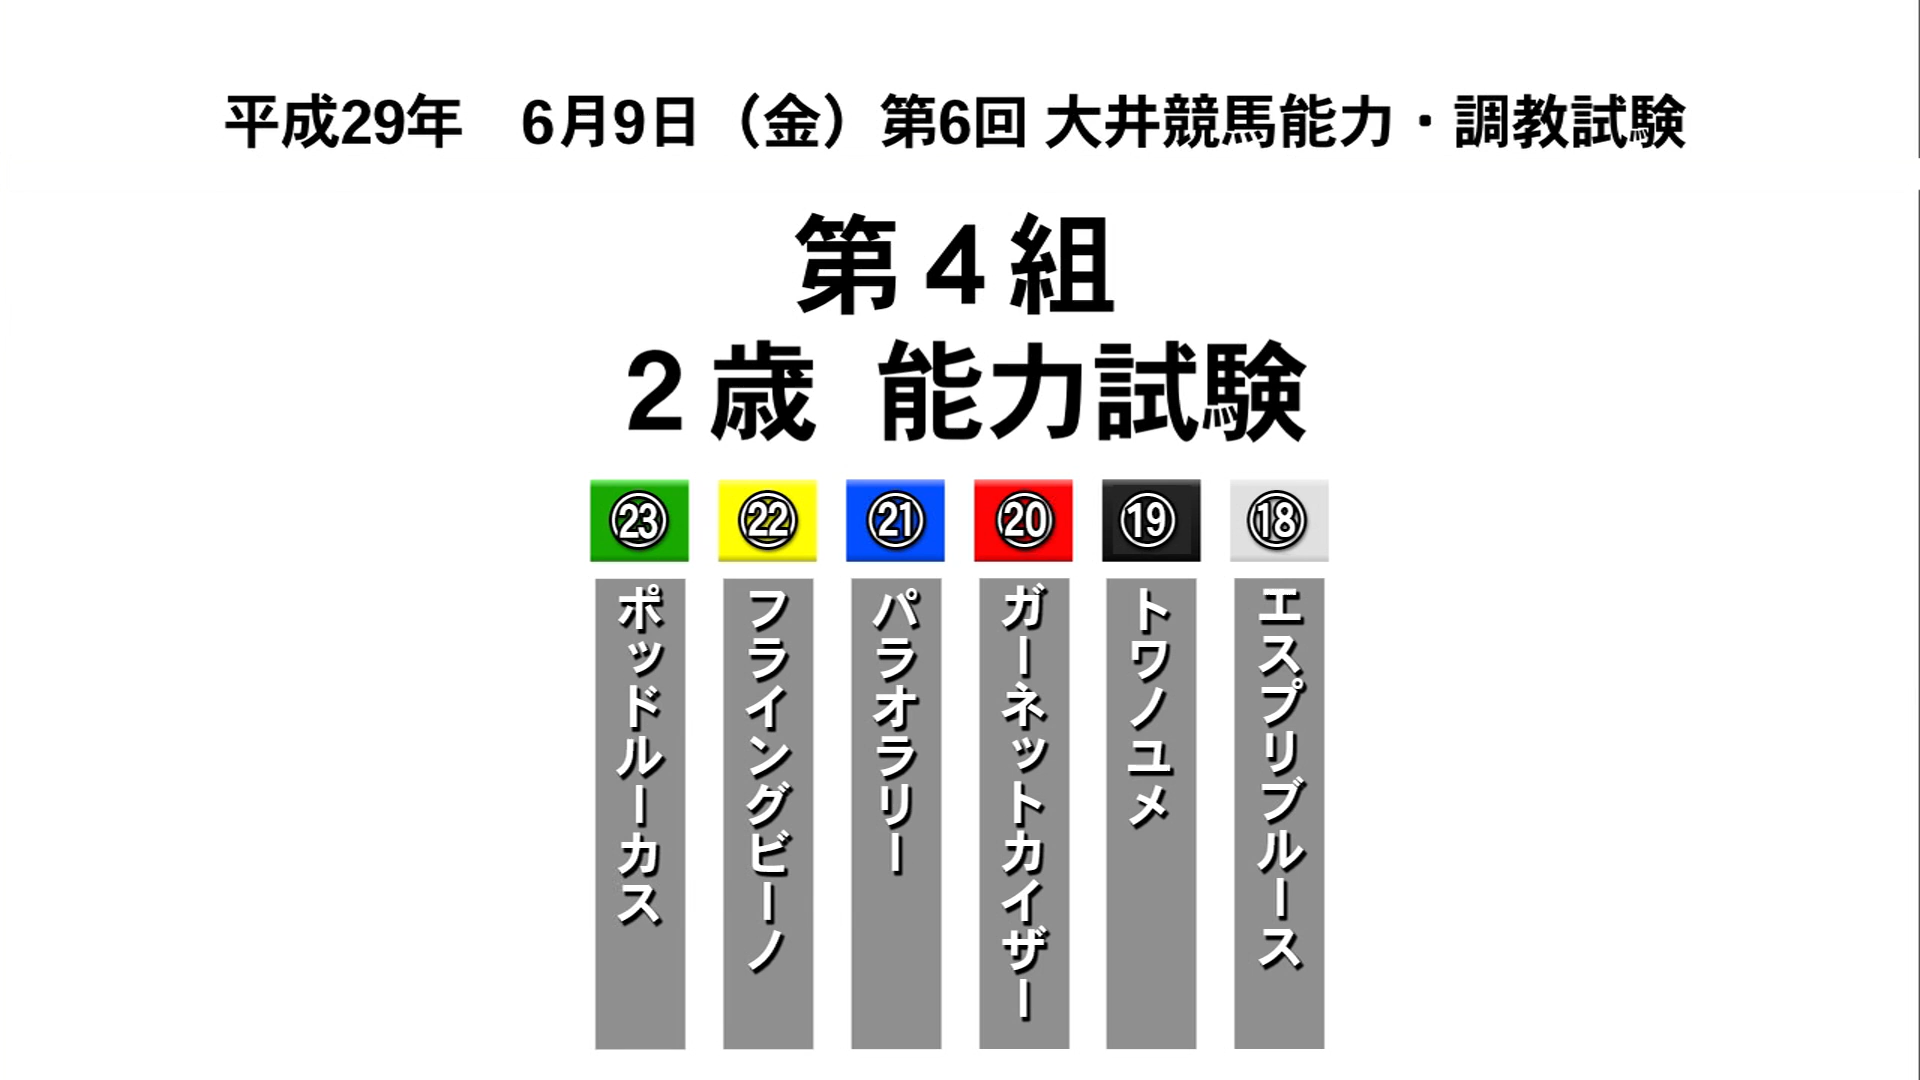 平成29年　6月9日（金）第6回 大井競馬能力・調教試験
第４組
２歳 能力試験
⑱
エスプリブルース
⑲
トワノユメ
⑳
ガーネットカイザー
㉑
パラオラリー
㉒
フライングビーノ
㉓
ポッドルーカス